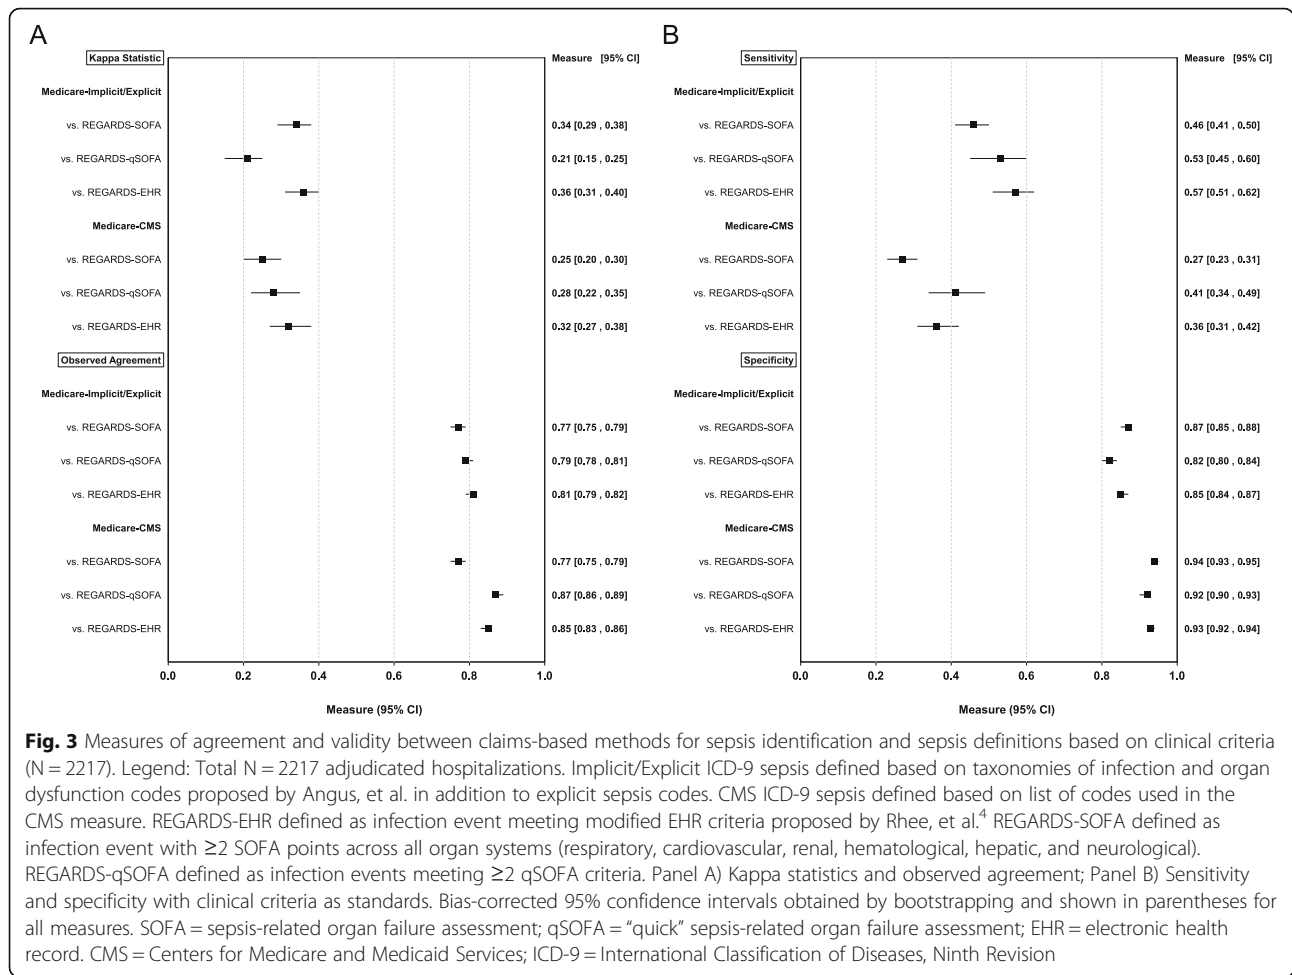 A
Kappa Statistic
Measure [95% CI]
Medicare-Implicit/Explicit
vs. REGARDS-SOFA
0.34 [0.29 , 0.38]
vs. REGARDS-qSOFA
0.21 [0.15 , 0.25]
vs. REGARDS-EHR
0.36 [0.31 , 0.40]
Medicare-CMS
vs. REGARDS-SOFA
0.25 [0.20 , 0.30]
vs. REGARDS-qSOFA
0.28 [0.22 , 0.35]
vs. REGARDS-EHR
0.32 [0.27 , 0.38]
Observed Agreement
Medicare-Implicit/Explicit
vs. REGARDS-SOFA
0.77 [0.75 , 0.79]
vs. REGARDS-qSOFA
0.79 [0.78 , 0.81]
vs. REGARDS-EHR
0.81 [0.79 , 0.82]
Medicare-CMS
vs. REGARDS-SOFA
0.77 [0.75 , 0.79]
vs. REGARDS-qSOFA
0.87 [0.86 , 0.89]
vs. REGARDS-EHR
0.85 [0.83 , 0.86]
0.0 0.2 0.4 0.6 0.8 1.0
Measure (95% CI)
B
Sensitivity
Measure [95% CI]
Medicare-Implicit/Explicit
vs. REGARDS-SOFA
0.46 [0.41 , 0.50]
vs. REGARDS-qSOFA
0.53 [0.45 , 0.60]
vs. REGARDS-EHR
0.57 [0.51 , 0.62]
Medicare-CMS
vs. REGARDS-SOFA
0.27 [0.23 , 0.31]
vs. REGARDS-qSOFA
0.41 [0.34 , 0.49]
vs. REGARDS-EHR
0.36 [0.31 , 0.42]
Specificity
Medicare-Implicit/Explicit
vs. REGARDS-SOFA
0.87 [0.85 , 0.88]
vs. REGARDS-qSOFA
0.82 [0.80 , 0.84]
vs. REGARDS-EHR
0.85 [0.84 , 0.87]
Medicare-CMS
vs. REGARDS-SOFA
0.94 [0.93 , 0.95]
vs. REGARDS-qSOFA
0.92 [0.90 , 0.93]
vs. REGARDS-EHR
0.93 [0.92 , 0.94]
0.0 0.2 0.4 0.6 0.8 1.0
Measure (95% CI)
Fig. 3 Measures of agreement and validity between claims-based methods for sepsis identification and sepsis definitions based on clinical criteria
(N = 2217). Legend: Total N = 2217 adjudicated hospitalizations. Implicit/Explicit ICD-9 sepsis defined based on taxonomies of infection and organ
dysfunction codes proposed by Angus, et al. in addition to explicit sepsis codes. CMS ICD-9 sepsis defined based on list of codes used in the
CMS measure. REGARDS-EHR defined as infection event meeting modified EHR criteria proposed by Rhee, et al.⁴ REGARDS-SOFA defined as
infection event with ≥2 SOFA points across all organ systems (respiratory, cardiovascular, renal, hematological, hepatic, and neurological).
REGARDS-qSOFA defined as infection events meeting ≥2 qSOFA criteria. Panel A) Kappa statistics and observed agreement; Panel B) Sensitivity
and specificity with clinical criteria as standards. Bias-corrected 95% confidence intervals obtained by bootstrapping and shown in parentheses for
all measures. SOFA = sepsis-related organ failure assessment; qSOFA = “quick” sepsis-related organ failure assessment; EHR = electronic health
record. CMS = Centers for Medicare and Medicaid Services; ICD-9 = International Classification of Diseases, Ninth Revision